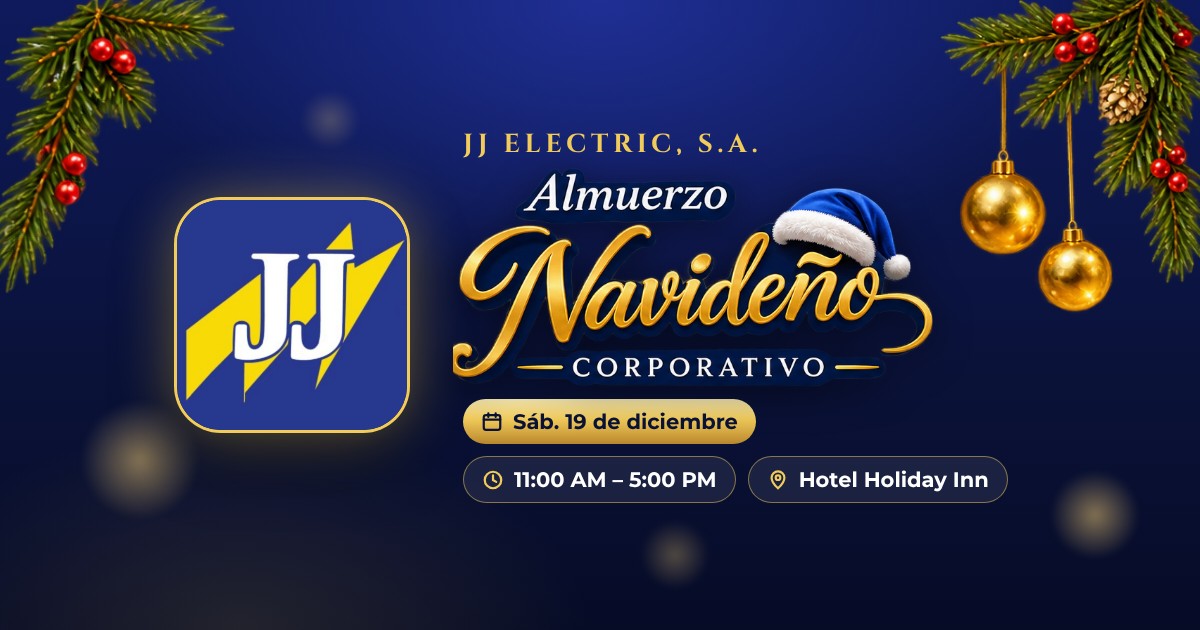 JJ ELECTRIC, S.A.
JJ
Almuerzo
Navideño
CORPORATIVO
Sáb. 19 de diciembre
11:00 AM – 5:00 PM
Hotel Holiday Inn